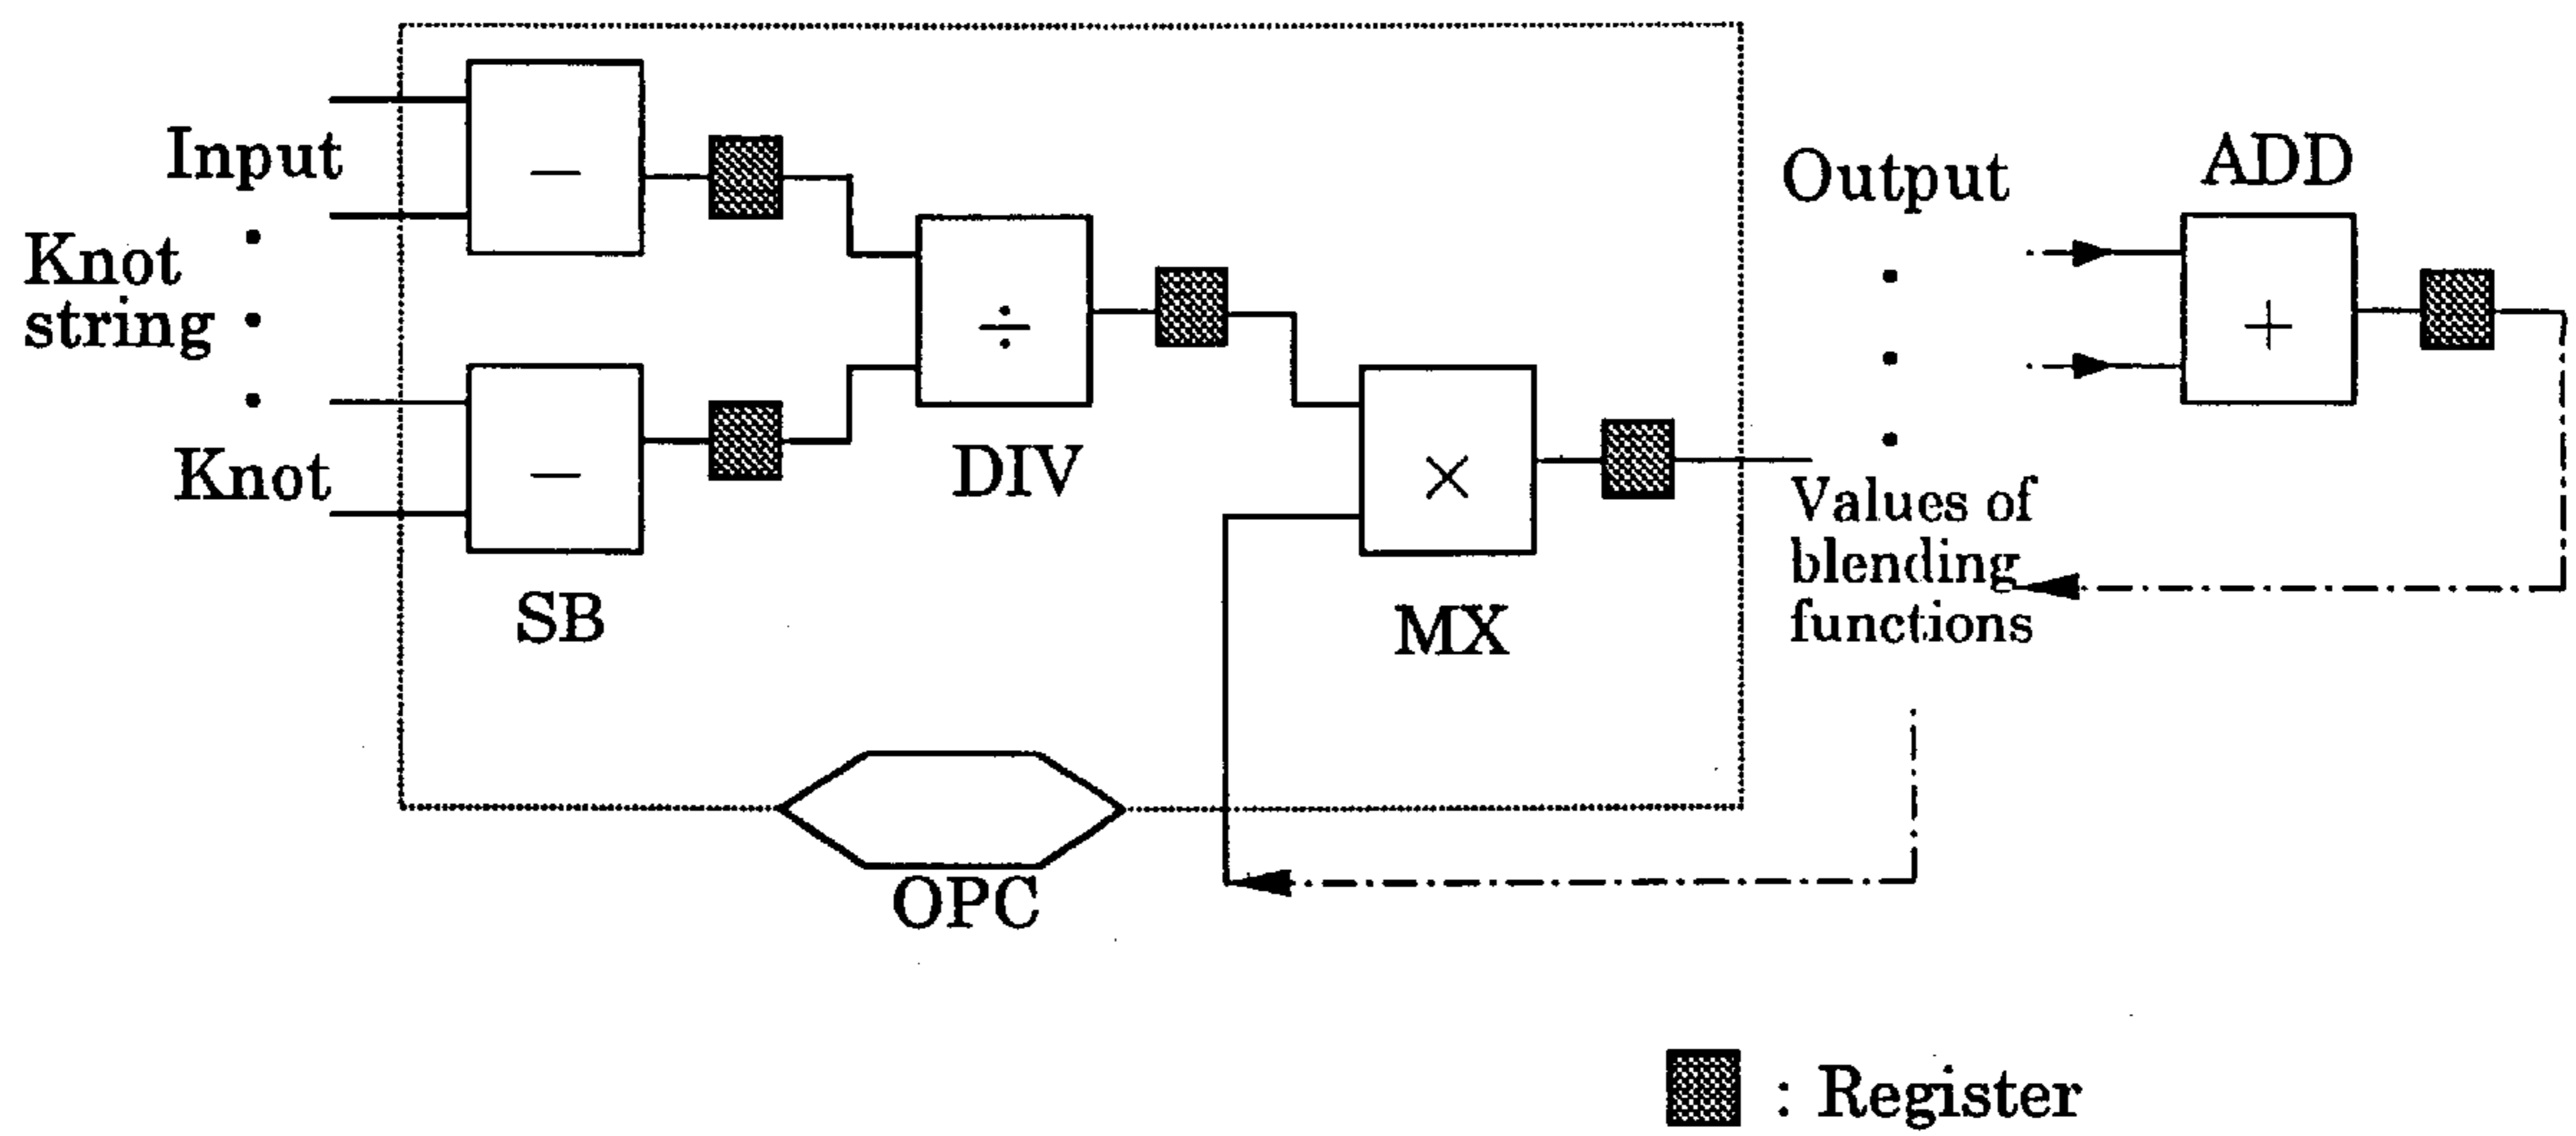 Input
Knot
string
Knot
SB
−
−
÷
DIV
×
MX
OPC
Output
Values of
blending
functions
ADD
+
: Register